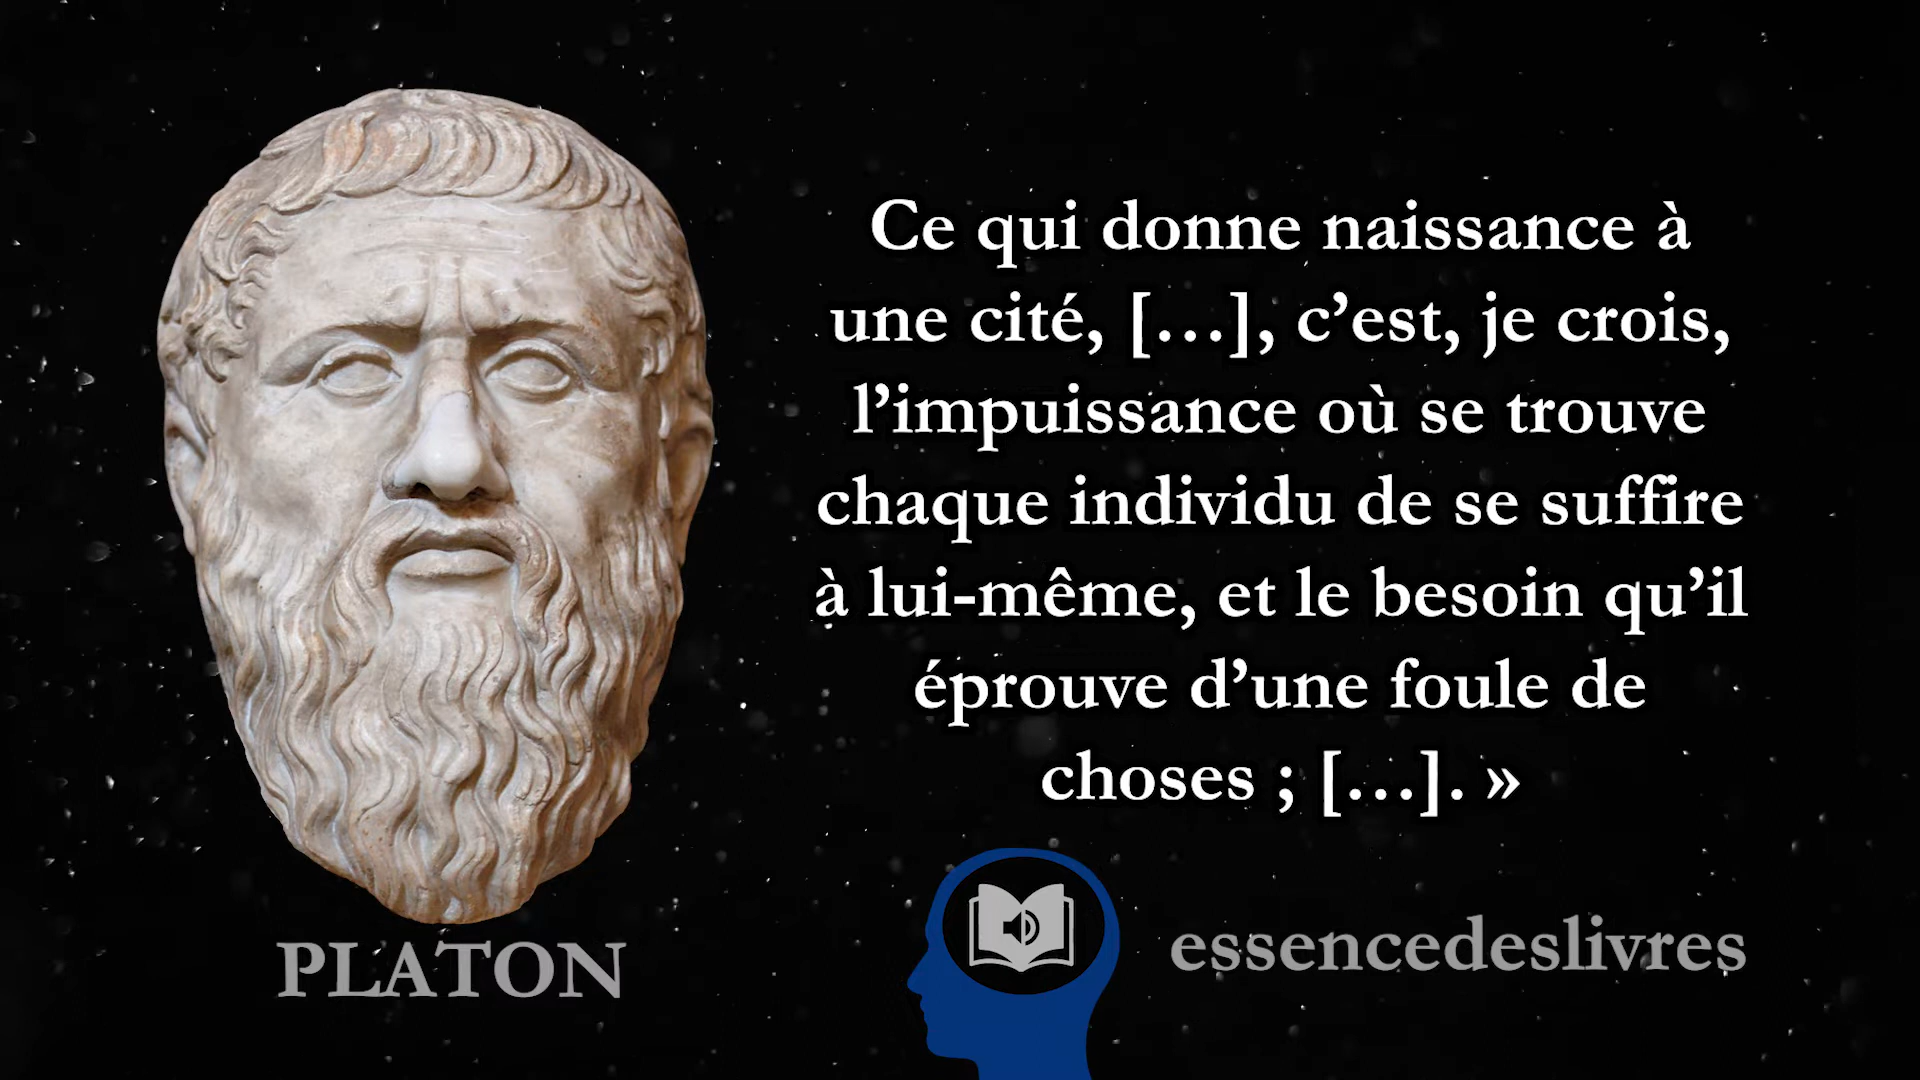 Ce qui donne naissance à
une cité, […], c’est, je crois,
l’impuissance où se trouve
chaque individu de se suffire
à lui-même, et le besoin qu’il
éprouve d’une foule de
choses ; […]. »
PLATON
essencedeslivres